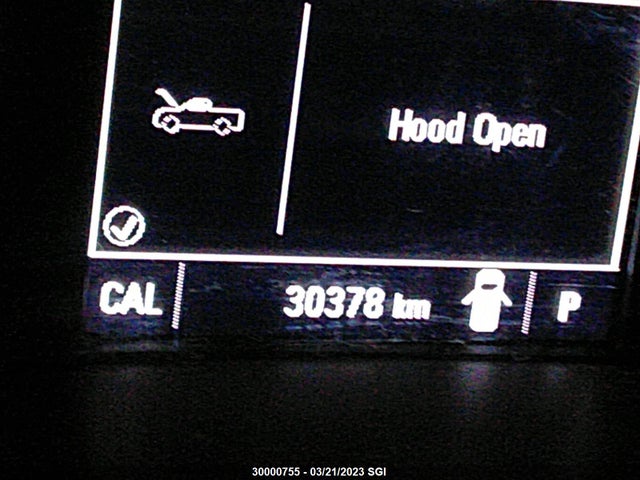 Hood Open
CAL 30378 km P
30000755 - 03/21/2023 SGI